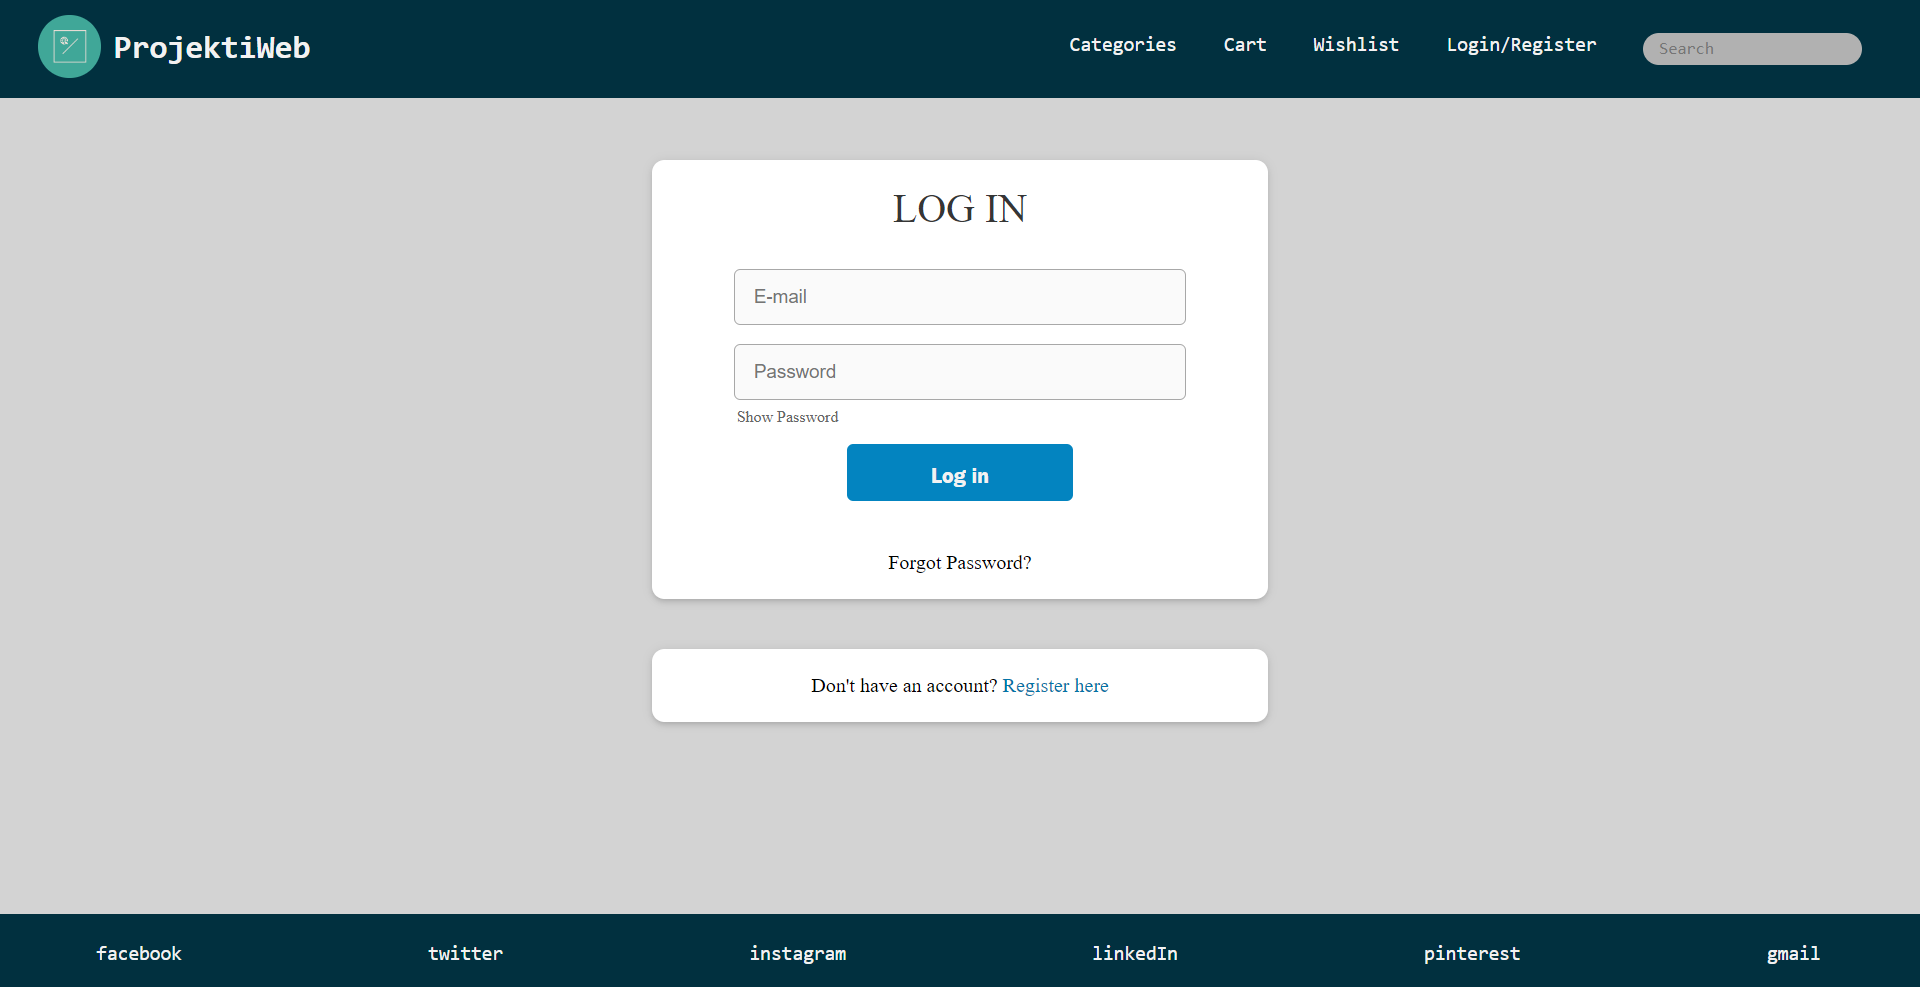 ProjektiWeb
Categories Cart Wishlist Login/Register Search
LOG IN
E-mail
Password
Show Password
Log in
Forgot Password?
Don't have an account? Register here
facebook twitter instagram linkedIn pinterest gmail